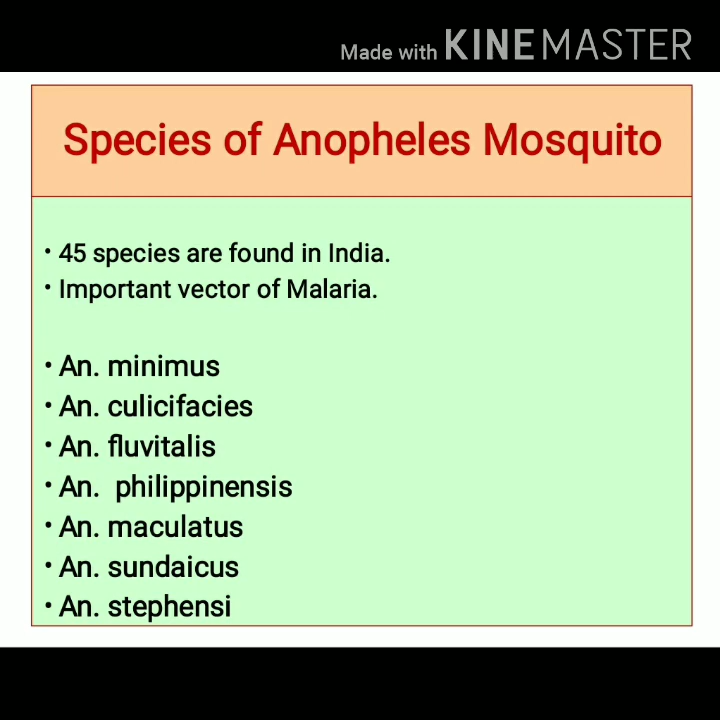 Made with KINEMASTER
Species of Anopheles Mosquito
• 45 species are found in India.
• Important vector of Malaria.
• An. minimus
• An. culicifacies
• An. fluvitalis
• An. philippinensis
• An. maculatus
• An. sundaicus
• An. stephensi